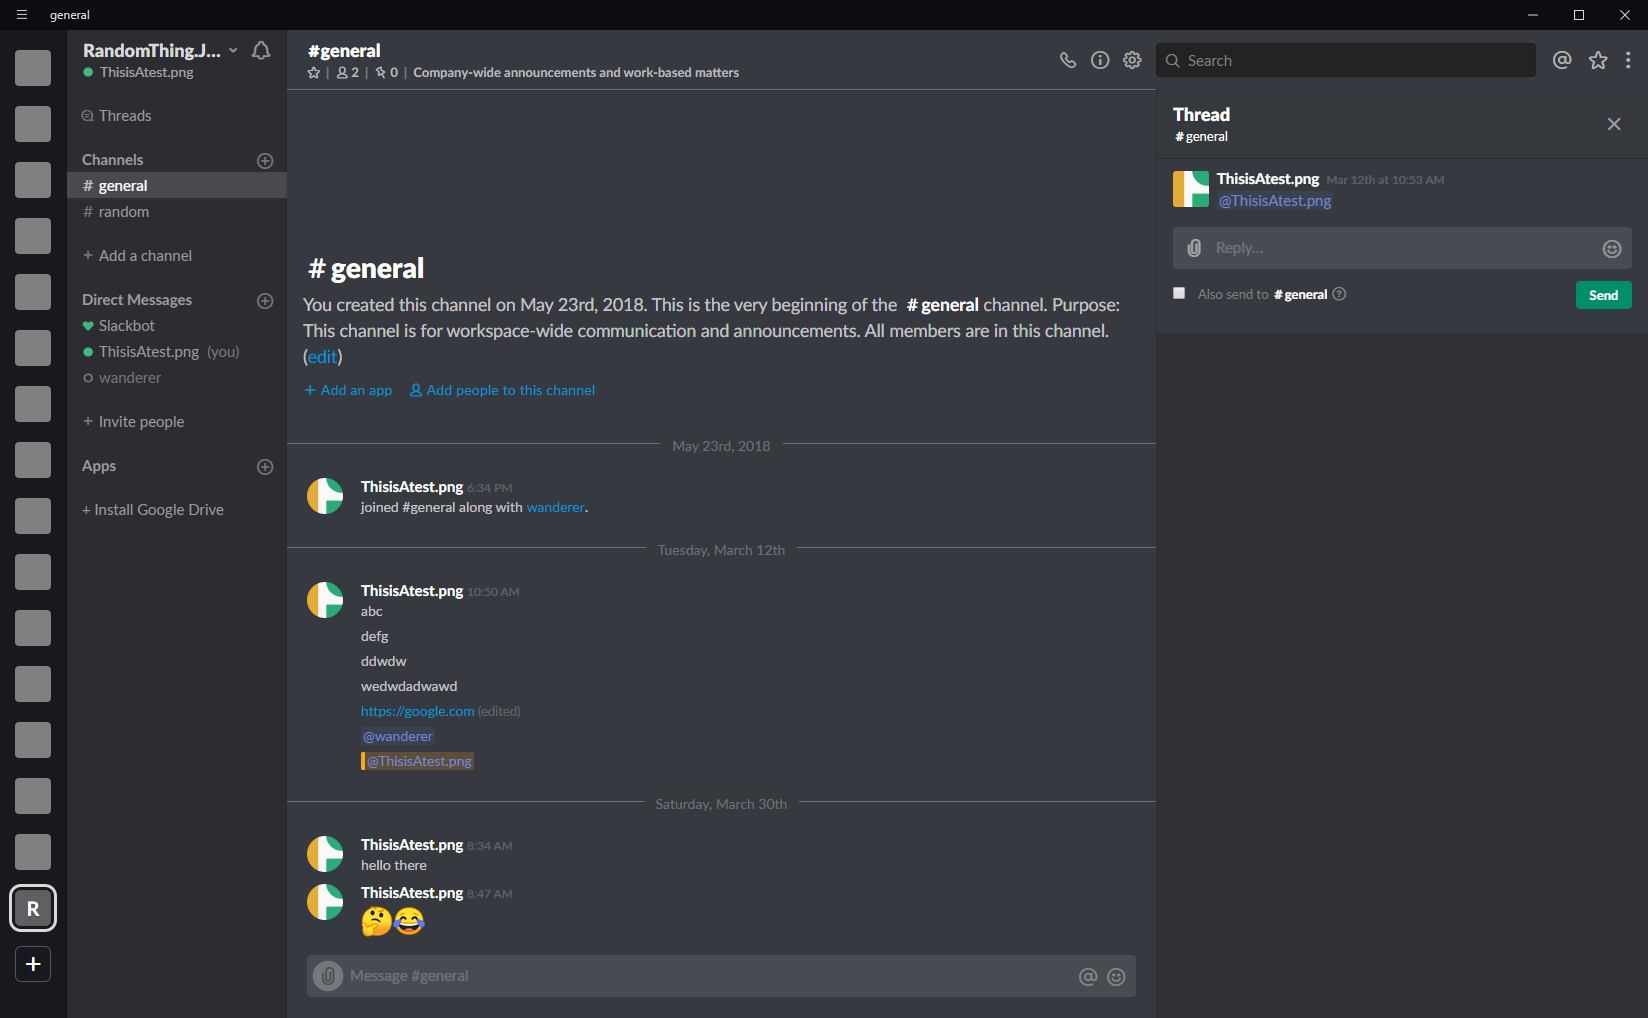 general
RandomThing.J...
ThisisAtest.png
Threads
Channels
# general
# random
+ Add a channel
Direct Messages
Slackbot
ThisisAtest.png (you)
wanderer
+ Invite people
Apps
+ Install Google Drive
R
+
#general
| 2 | 0 | Company-wide announcements and work-based matters
Search
# general
You created this channel on May 23rd, 2018. This is the very beginning of the # general channel. Purpose:
This channel is for workspace-wide communication and announcements. All members are in this channel.
(edit)
+ Add an app Add people to this channel
May 23rd, 2018
ThisisAtest.png 6:34 PM
joined #general along with wanderer.
Tuesday, March 12th
ThisisAtest.png 10:50 AM
abc
defg
ddwdw
wedwdadwawd
https://google.com (edited)
@wanderer
@ThisisAtest.png
Saturday, March 30th
ThisisAtest.png 8:34 AM
hello there
ThisisAtest.png 8:47 AM
🤔😂
Message #general
@
@
Thread
# general
ThisisAtest.png Mar 12th at 10:53 AM
@ThisisAtest.png
Reply...
Also send to # general ?
Send